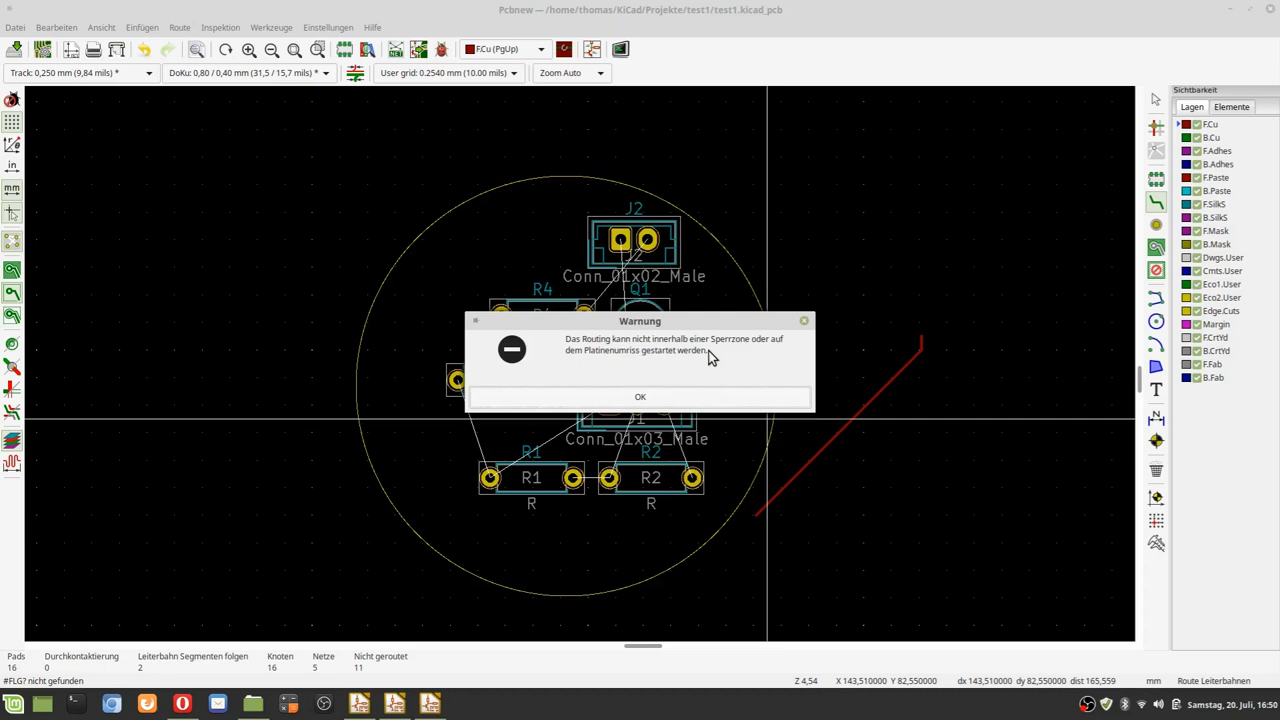 Pcbnew — /home/thomas/KiCad/Projekte/test1/test1.kicad_pcb
Datei Bearbeiten Ansicht Einfügen Route Inspektion Werkzeuge Einstellungen Hilfe
NET
F.Cu (PgUp)
Track: 0,250 mm (9,84 mils) *
DoKu: 0,80 / 0,40 mm (31,5 / 15,7 mils) *
User grid: 0.2540 mm (10.00 mils)
Zoom Auto
in
mm
Sichtbarkeit
Lagen Elemente
F.Cu
B.Cu
F.Adhes
B.Adhes
F.Paste
B.Paste
F.SilkS
B.SilkS
F.Mask
B.Mask
Dwgs.User
Cmts.User
Eco1.User
Eco2.User
Edge.Cuts
Margin
F.CrtYd
B.CrtYd
F.Fab
B.Fab
J2
J2
Conn_01x02_Male
R4
Q1
Warnung
Das Routing kann nicht innerhalb einer Sperrzone oder auf
dem Platinenumriss gestartet werden.
OK
J1
Conn_01x03_Male
R1
R2
R1
R2
R
R
Pads
16
Durchkontaktierung
0
Leiterbahn Segmenten folgen
2
Knoten
16
Netze
5
Nicht geroutet
11
#FLG? nicht gefunden
Z 4,54
X 143,510000 Y 82,550000
dx 143,510000 dy 82,550000 dist 165,559
mm
Route Leiterbahnen
Samstag, 20. Juli, 16:50